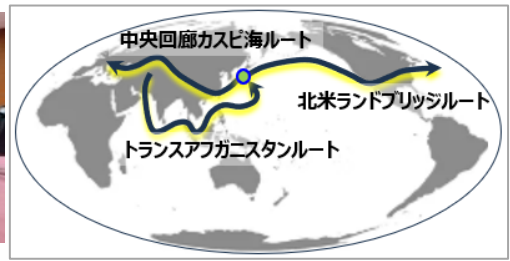 中央回廊カスピ海ルート
北米ランドブリッジルート
トランスアフガニスタンルート